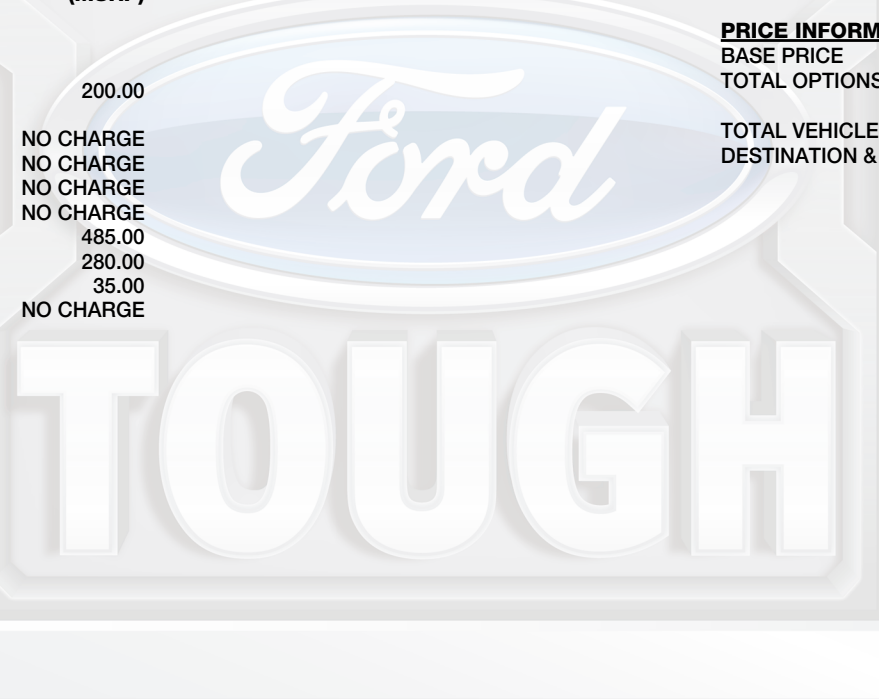 (MSRP)
200.00
NO CHARGE
NO CHARGE
NO CHARGE
NO CHARGE
485.00
280.00
35.00
NO CHARGE
PRICE INFORM
BASE PRICE
TOTAL OPTIONS
TOTAL VEHICLE
DESTINATION &
Ford
TOUGH